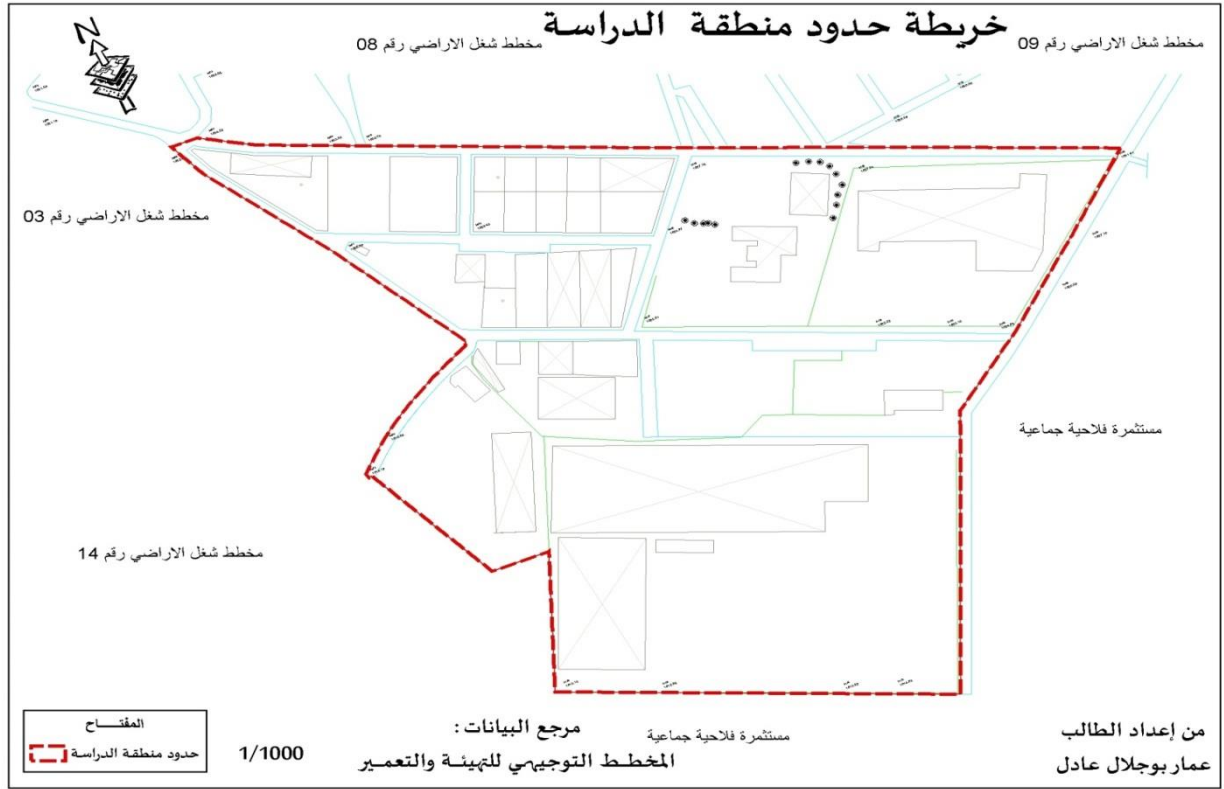 خريطة حدود منطقة الدراسة
مخطط شغل الاراضي رقم 09
مخطط شغل الاراضي رقم 08
N
مخطط شغل الاراضي رقم 03
مستثمرة فلاحية جماعية
مخطط شغل الاراضي رقم 14
من إعداد الطالب
عمار بوجلال عادل
مستثمرة فلاحية جماعية
مرجع البيانات :
المخطط التوجيهي للتهيئة والتعمير
1/1000
المفتـــاح
حدود منطقة الدراسة